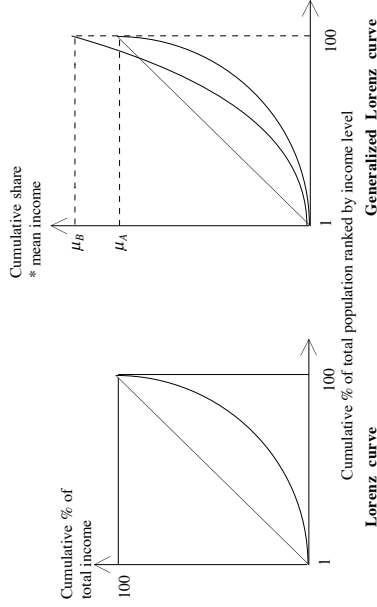 Cumulative % of
total income
100
1
100
Lorenz curve
Cumulative share
* mean income
μB
μA
1
100
Cumulative % of total population ranked by income level
Generalized Lorenz curve